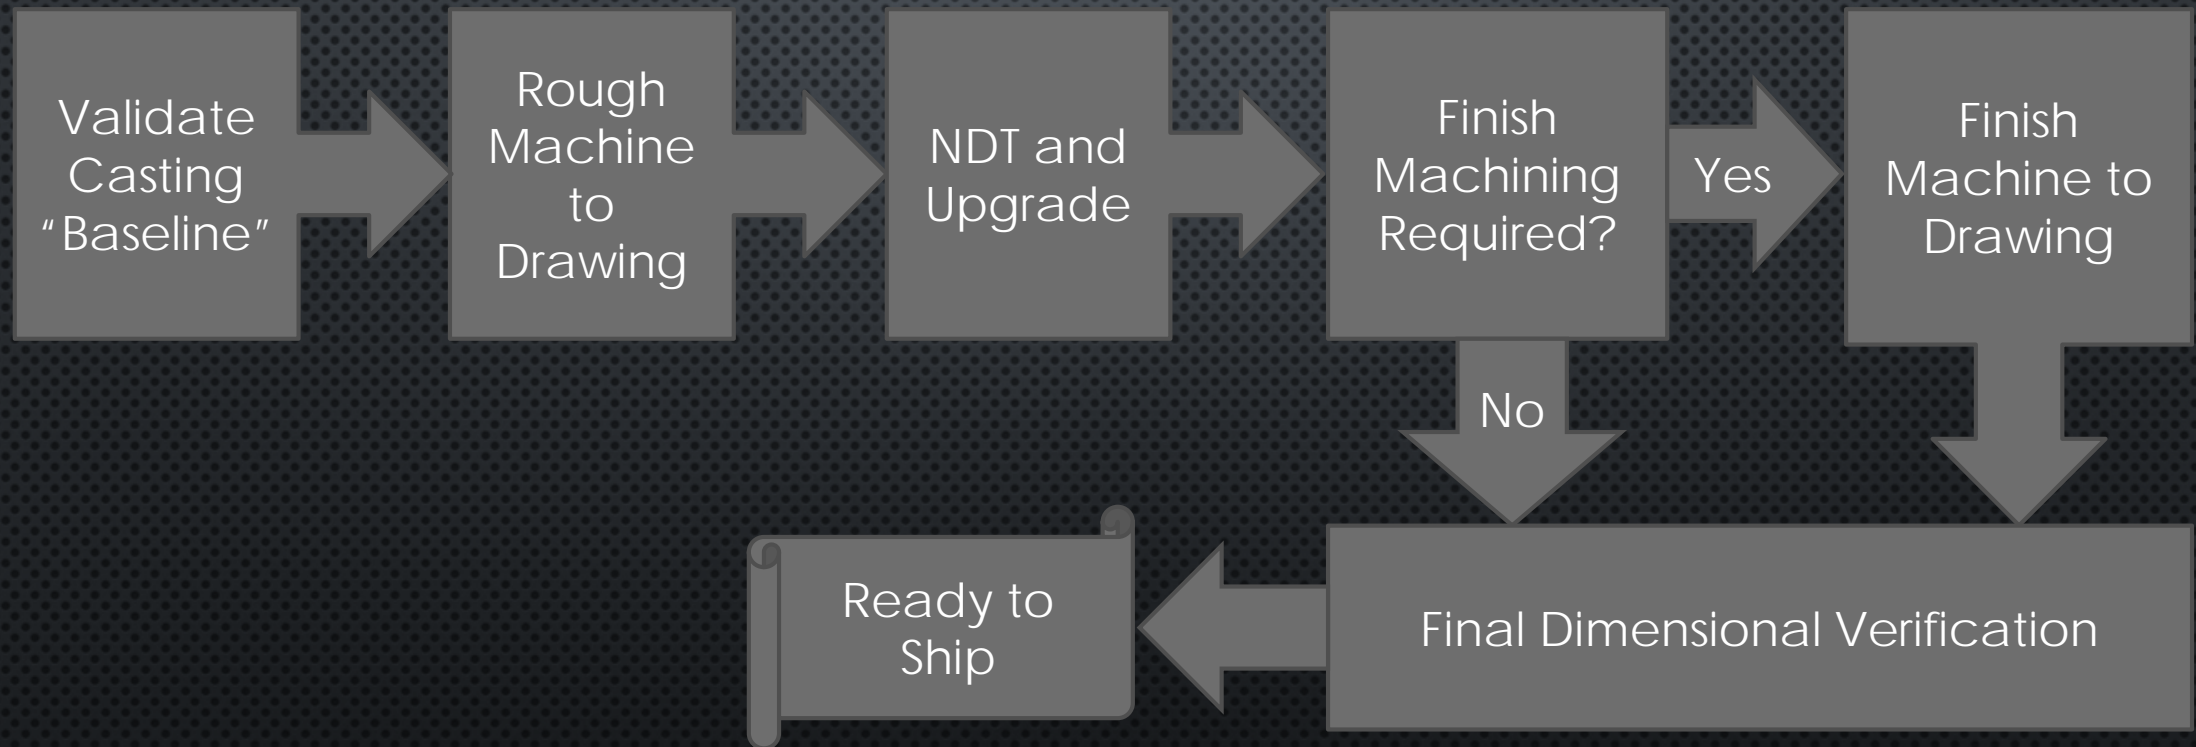 Validate
Casting
"Baseline"
Rough
Machine
to
Drawing
NDT and
Upgrade
Finish
Machining
Required?
Yes
Finish
Machine to
Drawing
No
Ready to
Ship
Final Dimensional Verification